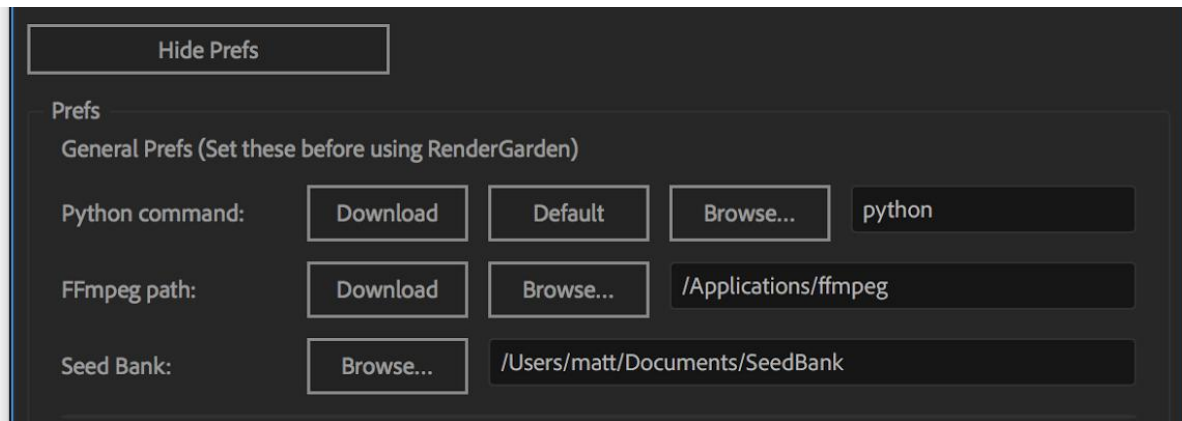 Hide Prefs
Prefs
General Prefs (Set these before using RenderGarden)
Python command: Download Default Browse... python
FFmpeg path: Download Browse... /Applications/ffmpeg
Seed Bank: Browse... /Users/matt/Documents/SeedBank